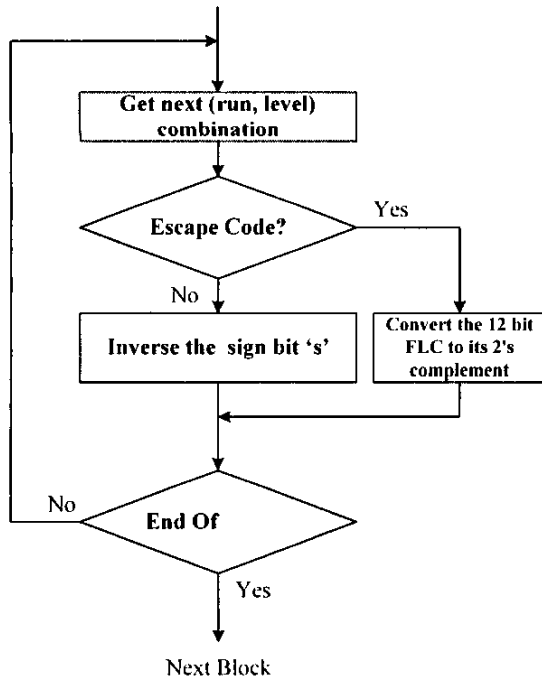 Get next (run, level)
combination
Escape Code?
Yes
No
Inverse the sign bit ‘s’
Convert the 12 bit
FLC to its 2's
complement
No
End Of
Yes
Next Block